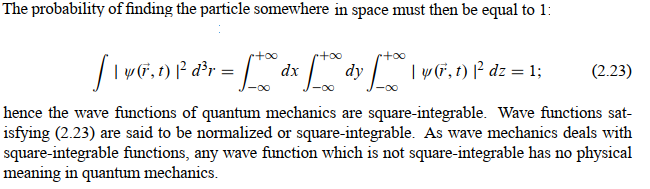 The probability of finding the particle somewhere in space must then be equal to 1:
∫ | ψ(r⃗, t) |² d³r = ∫₋∞⁺∞ dx ∫₋∞⁺∞ dy ∫₋∞⁺∞ | ψ(r⃗, t) |² dz = 1; (2.23)
hence the wave functions of quantum mechanics are square-integrable. Wave functions sat-
isfying (2.23) are said to be normalized or square-integrable. As wave mechanics deals with
square-integrable functions, any wave function which is not square-integrable has no physical
meaning in quantum mechanics.